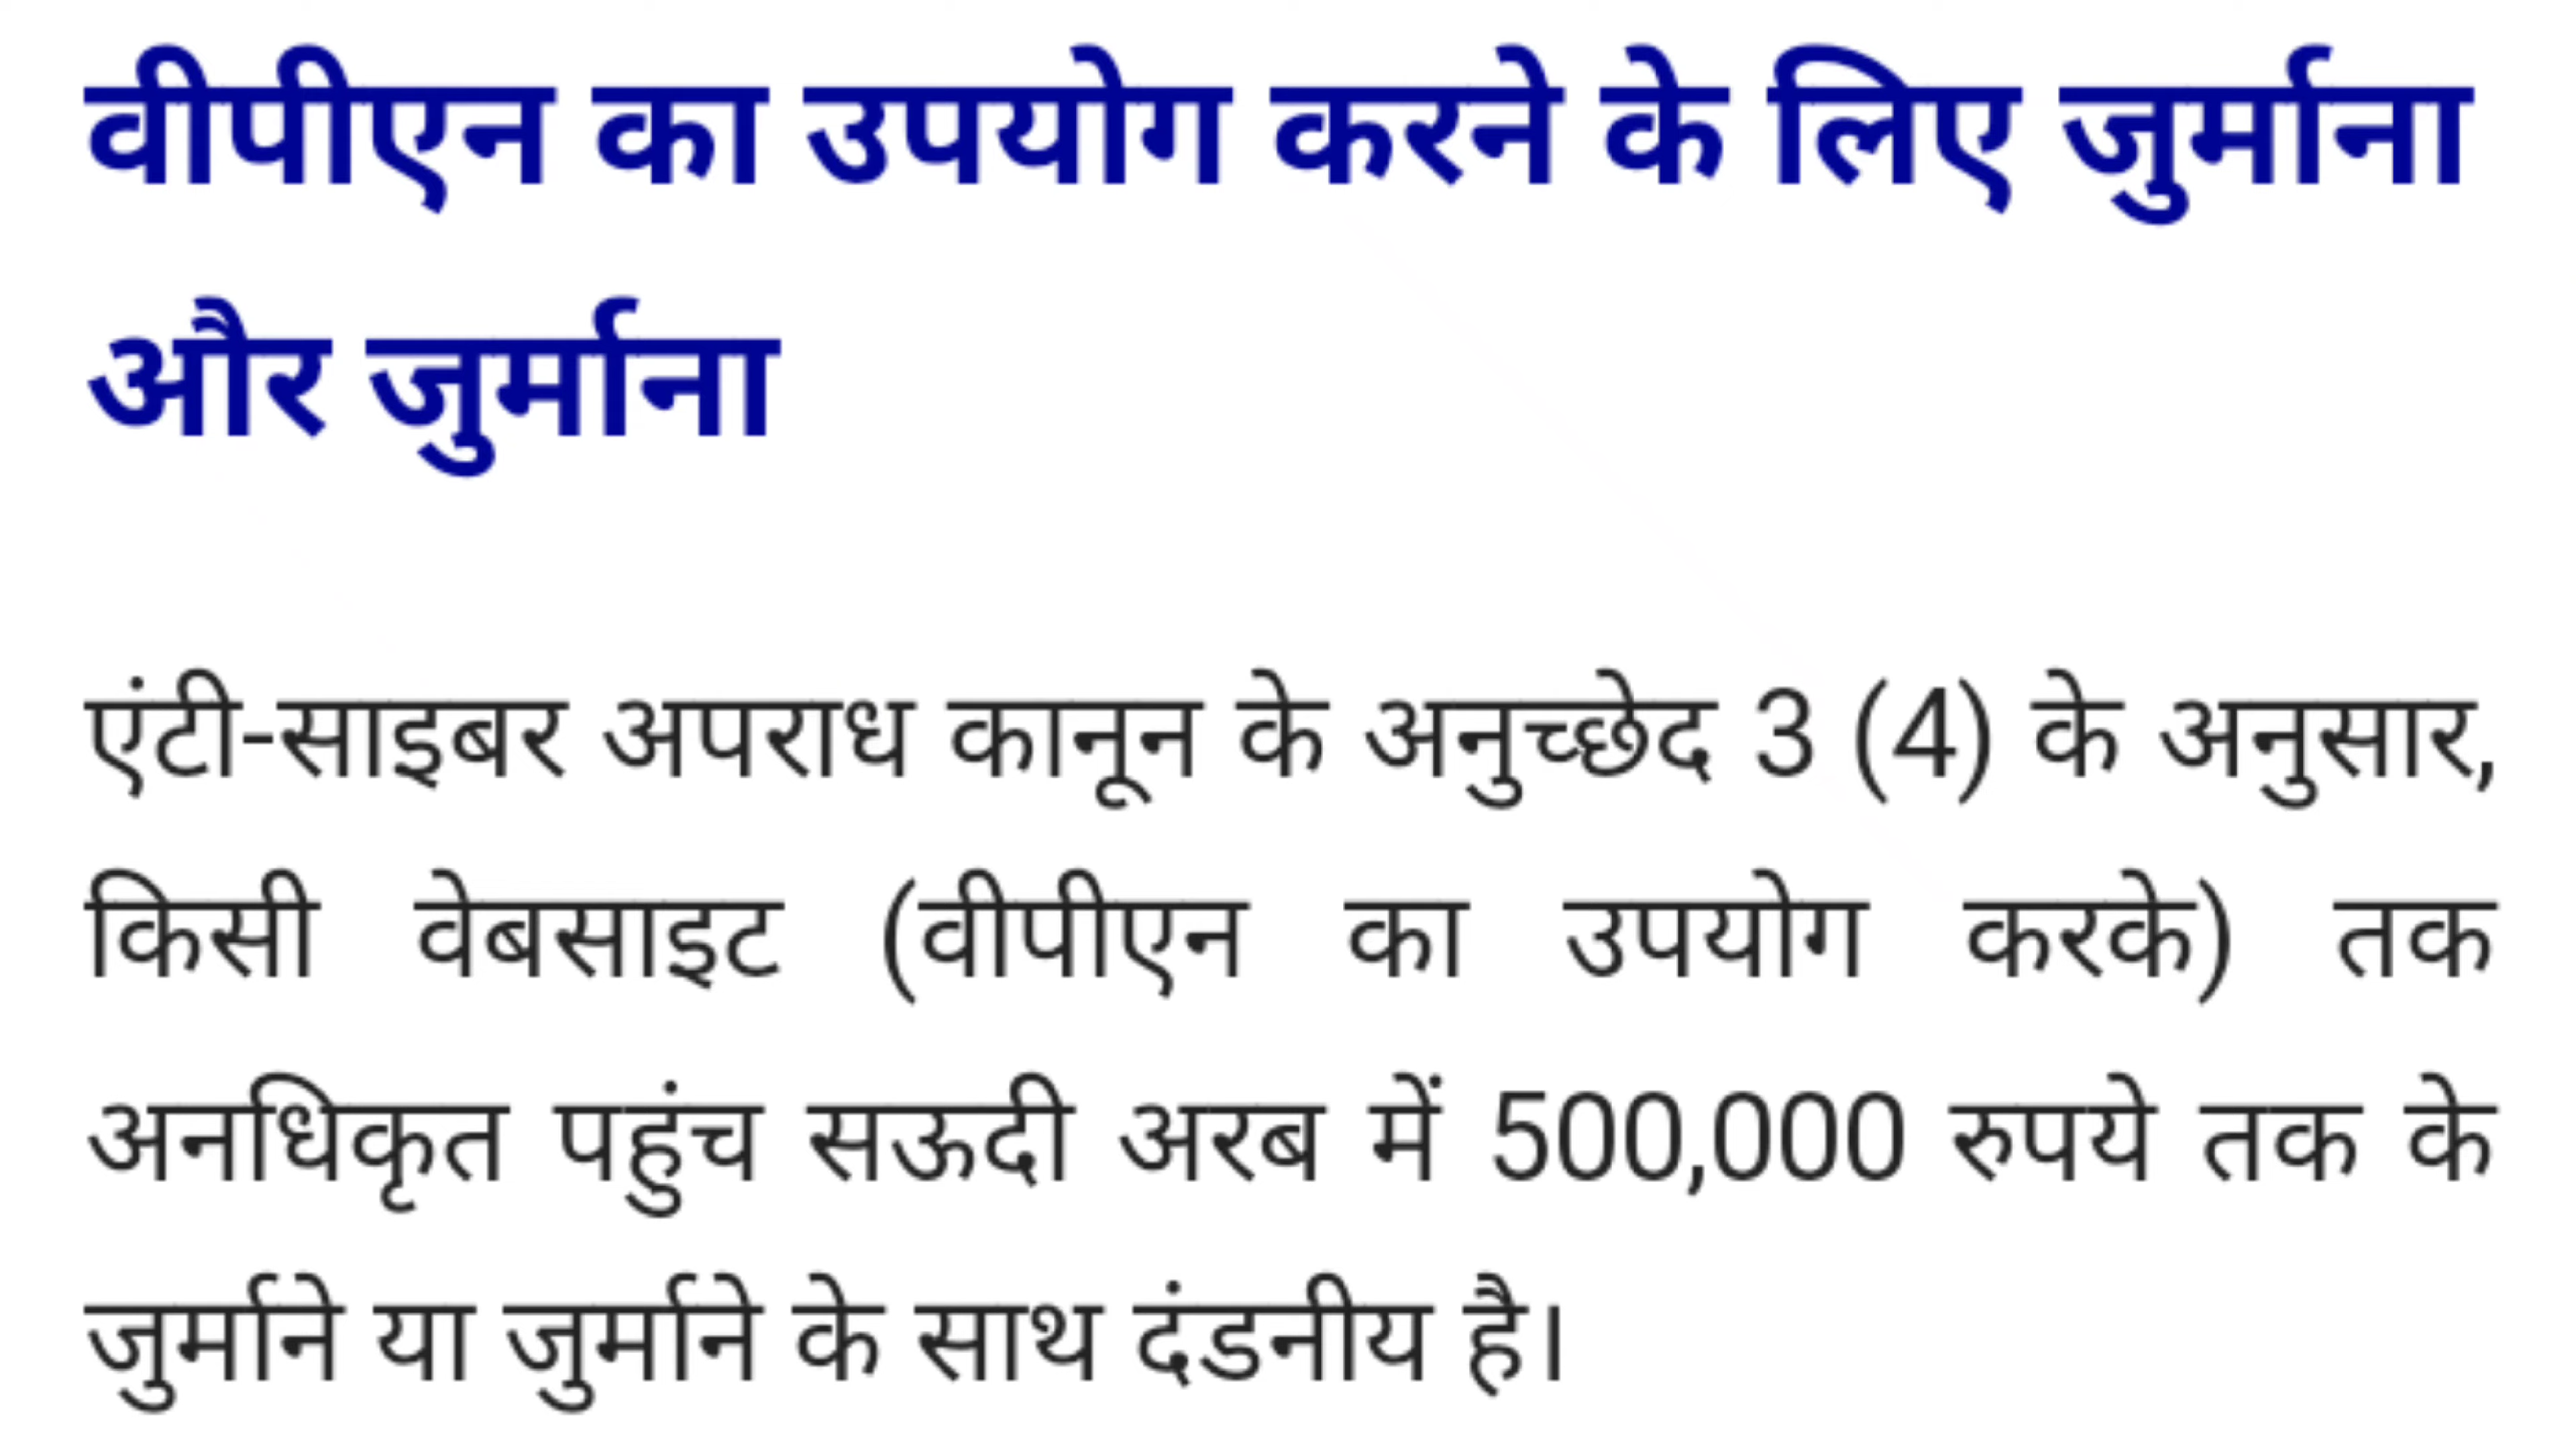 वीपीएन का उपयोग करने के लिए जुर्माना
और जुर्माना
एंटी-साइबर अपराध कानून के अनुच्छेद 3 (4) के अनुसार,
किसी वेबसाइट (वीपीएन का उपयोग करके) तक
अनधिकृत पहुंच सऊदी अरब में 500,000 रुपये तक के
जुर्माने या जुर्माने के साथ दंडनीय है।